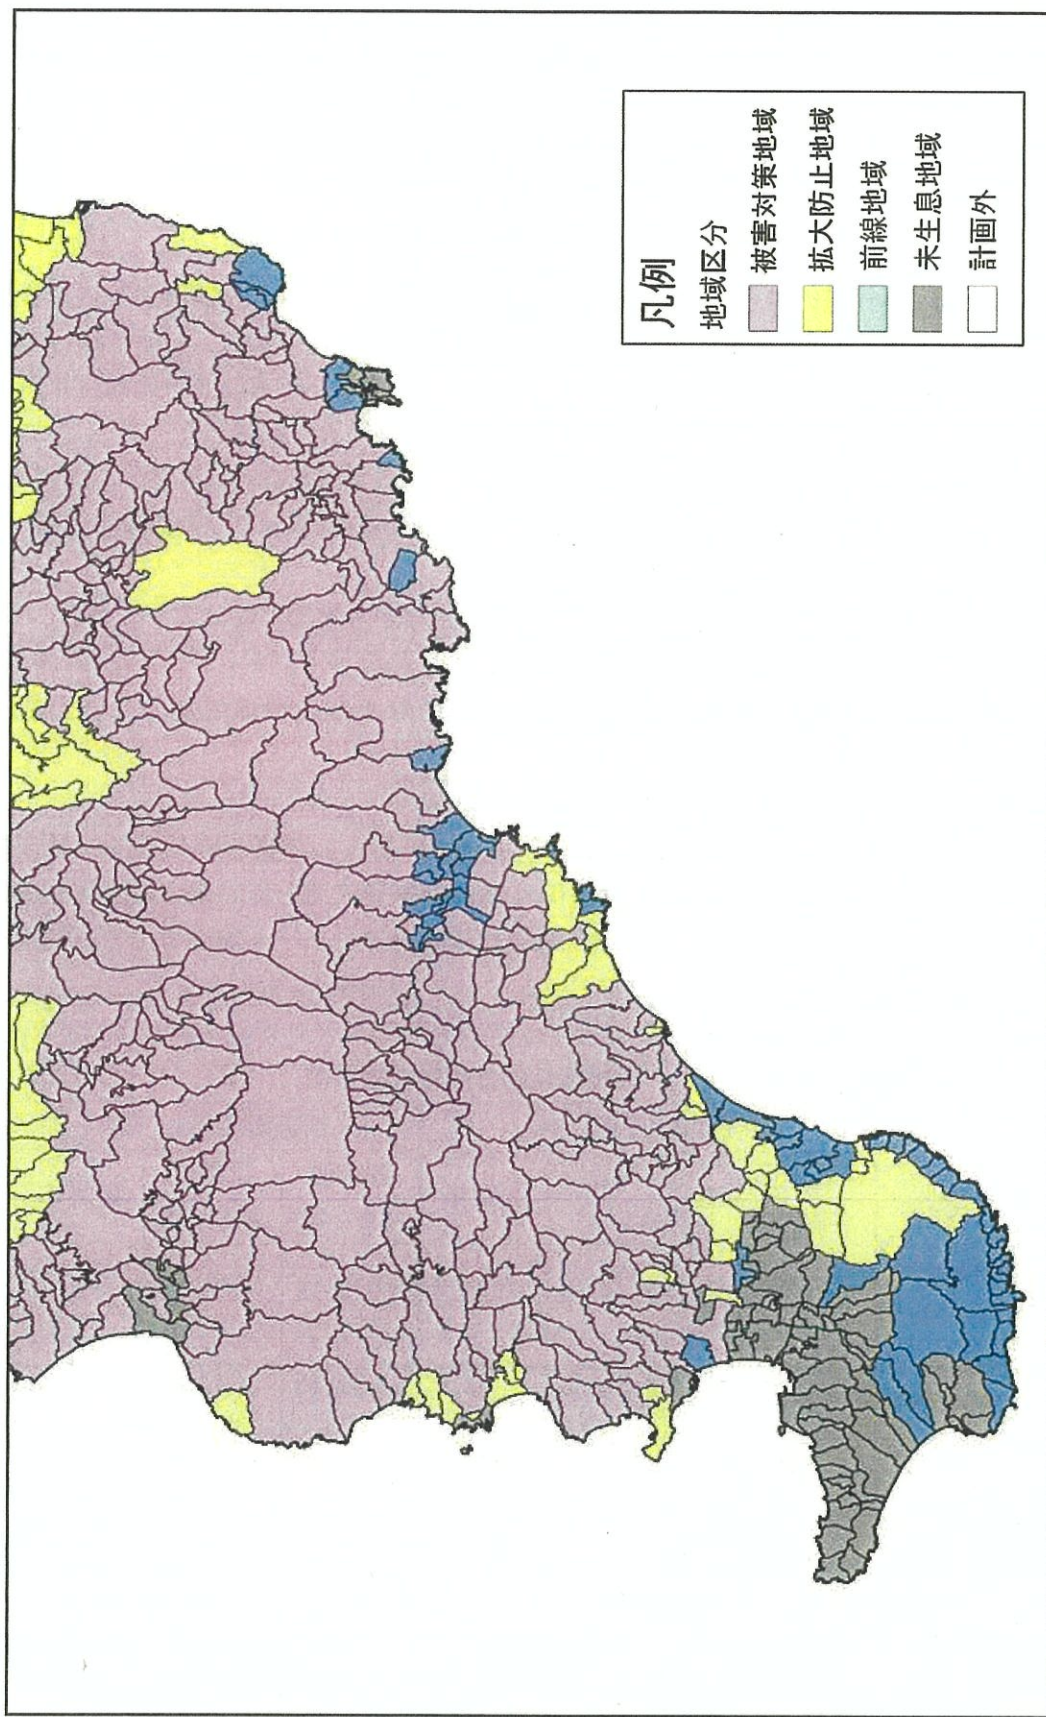 凡例
地域区分
被害対策地域
拡大防止地域
前線地域
未生息地域
計画外